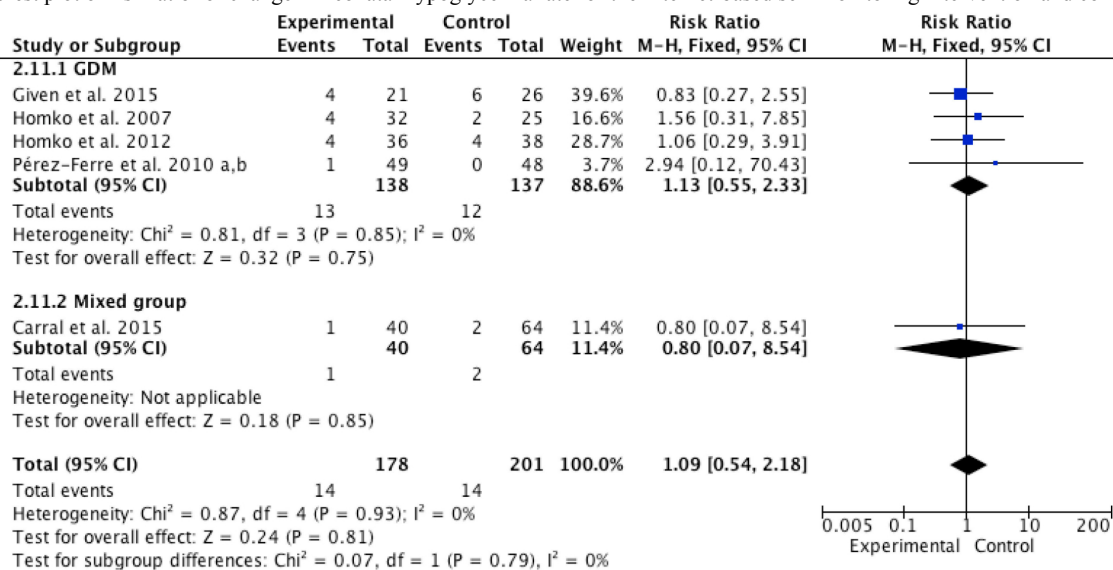 Experimental Control Risk Ratio Risk Ratio
Study or Subgroup Events Total Events Total Weight M-H, Fixed, 95% CI M-H, Fixed, 95% CI
2.11.1 GDM
Given et al. 2015 4 21 6 26 39.6% 0.83 [0.27, 2.55]
Homko et al. 2007 4 32 2 25 16.6% 1.56 [0.31, 7.85]
Homko et al. 2012 4 36 4 38 28.7% 1.06 [0.29, 3.91]
Pérez-Ferre et al. 2010 a,b 1 49 0 48 3.7% 2.94 [0.12, 70.43]
Subtotal (95% CI) 138 137 88.6% 1.13 [0.55, 2.33]
Total events 13 12
Heterogeneity: Chi² = 0.81, df = 3 (P = 0.85); I² = 0%
Test for overall effect: Z = 0.32 (P = 0.75)
2.11.2 Mixed group
Carral et al. 2015 1 40 2 64 11.4% 0.80 [0.07, 8.54]
Subtotal (95% CI) 40 64 11.4% 0.80 [0.07, 8.54]
Total events 1 2
Heterogeneity: Not applicable
Test for overall effect: Z = 0.18 (P = 0.85)
Total (95% CI) 178 201 100.0% 1.09 [0.54, 2.18]
Total events 14 14
Heterogeneity: Chi² = 0.87, df = 4 (P = 0.93); I² = 0%
Test for overall effect: Z = 0.24 (P = 0.81)
Test for subgroup differences: Chi² = 0.07, df = 1 (P = 0.79), I² = 0%
0.005 0.1 1 10 200
Experimental Control